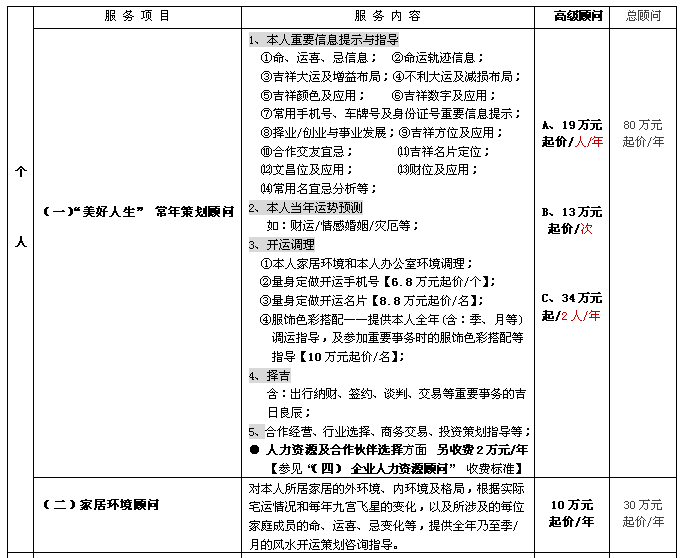 服 务 项 目
服 务 内 容
高级顾问
总顾问
个
人
（一）“美好人生” 常年策划顾问
1、本人重要信息提示与指导
①命、运喜、忌信息； ②命运轨迹信息；
③吉祥大运及增益布局；④不利大运及减损布局；
⑤吉祥颜色及应用； ⑥吉祥数字及应用；
⑦常用手机号、车牌号及身份证号重要信息提示；
⑧择业/创业与事业发展；⑨吉祥方位及应用；
⑩合作交友宜忌； ⑾吉祥名片定位；
⑿文昌位及应用； ⒀财位及应用；
⒁常用名宜忌分析等；
2、本人当年运势预测
如：财运/情感婚姻/灾厄等；
3、开运调理
①本人家居环境和本人办公室环境调理；
②量身定做开运手机号【6.8万元起价/个】；
③量身定做开运名片【8.8万元起价/名】；
④服饰色彩搭配——提供本人全年(含：季、月等)
调运指导，及参加重要事务时的服饰色彩搭配等
指导【10万元起价/名】；
4、择吉
含：出行纳财、签约、谈判、交易等重要事务的吉
日良辰；
5、合作经营、行业选择、商务交易、投资策划指导等；
● 人力资源及合作伙伴选择方面 另收费2万元/年
【参见“（四） 企业人力资源顾问” 收费标准】
A、19万元
起价/人/年
B、13万元
起价/次
C、34万元
起/2人/年
80万元
起价/年
（二）家居环境顾问
对本人所居家居的外环境、内环境及格局，根据实际
宅运情况和每年九宫飞星的变化，以及所涉及的每位
家庭成员的命、运喜、忌变化等，提供全年乃至季/
月的风水开运策划咨询指导。
10万元
起价/年
30万元
起价/年